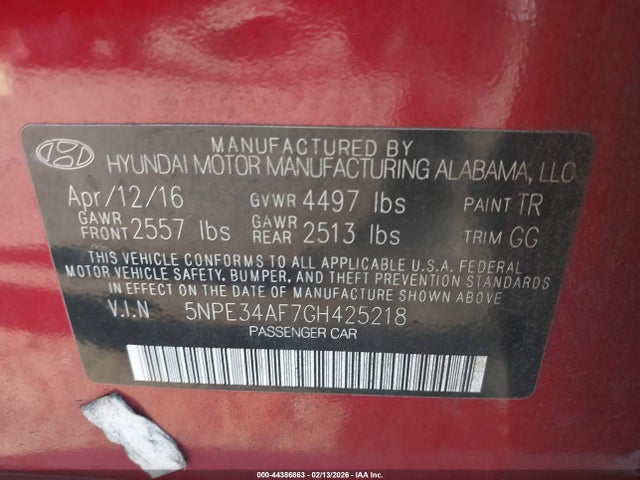 MANUFACTURED BY
HYUNDAI MOTOR MANUFACTURING ALABAMA, LLC
Apr/12/16 GVWR 4497 lbs PAINT TR
GAWR FRONT 2557 lbs GAWR REAR 2513 lbs TRIM GG
THIS VEHICLE CONFORMS TO ALL APPLICABLE U.S.A. FEDERAL
MOTOR VEHICLE SAFETY, BUMPER, AND THEFT PREVENTION STANDARDS
IN EFFECT ON THE DATE OF MANUFACTURE SHOWN ABOVE.
V.I.N 5NPE34AF7GH425218
PASSENGER CAR
000-44386863 - 02/13/2026 - IAA Inc.